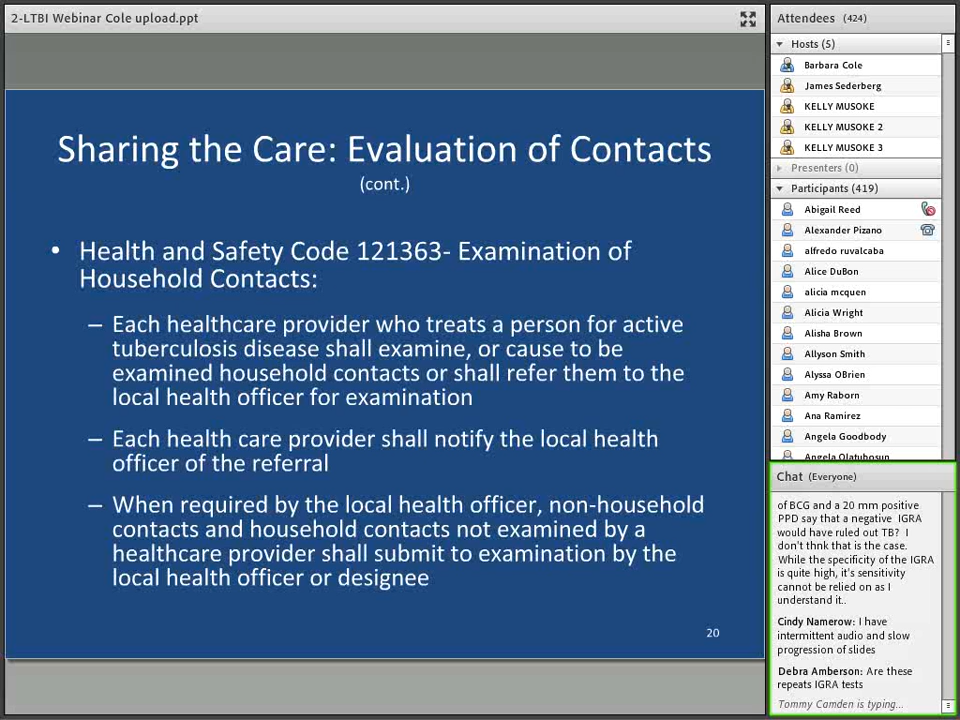 2-LTBI Webinar Cole upload.ppt
Sharing the Care: Evaluation of Contacts
(cont.)
• Health and Safety Code 121363- Examination of
Household Contacts:
– Each healthcare provider who treats a person for active
tuberculosis disease shall examine, or cause to be
examined household contacts or shall refer them to the
local health officer for examination
– Each health care provider shall notify the local health
officer of the referral
– When required by the local health officer, non-household
contacts and household contacts not examined by a
healthcare provider shall submit to examination by the
local health officer or designee
20
Attendees (424)
Hosts (5)
Barbara Cole
James Sederberg
KELLY MUSOKE
KELLY MUSOKE 2
KELLY MUSOKE 3
Presenters (0)
Participants (419)
Abigail Reed
Alexander Pizano
alfredo ruvalcaba
Alice DuBon
alicia mcquen
Alicia Wright
Alisha Brown
Allyson Smith
Alyssa OBrien
Amy Raborn
Ana Ramirez
Angela Goodbody
Angela Olatubosun
Chat (Everyone)
of BCG and a 20 mm positive
PPD say that a negative IGRA
would have ruled out TB? I
don't thnk that is the case.
While the specificity of the IGRA
is quite high, it's sensitivity
cannot be relied on as I
understand it..
Cindy Namerow: I have
intermittent audio and slow
progression of slides
Debra Amberson: Are these
repeats IGRA tests
Tommy Camden is typing...